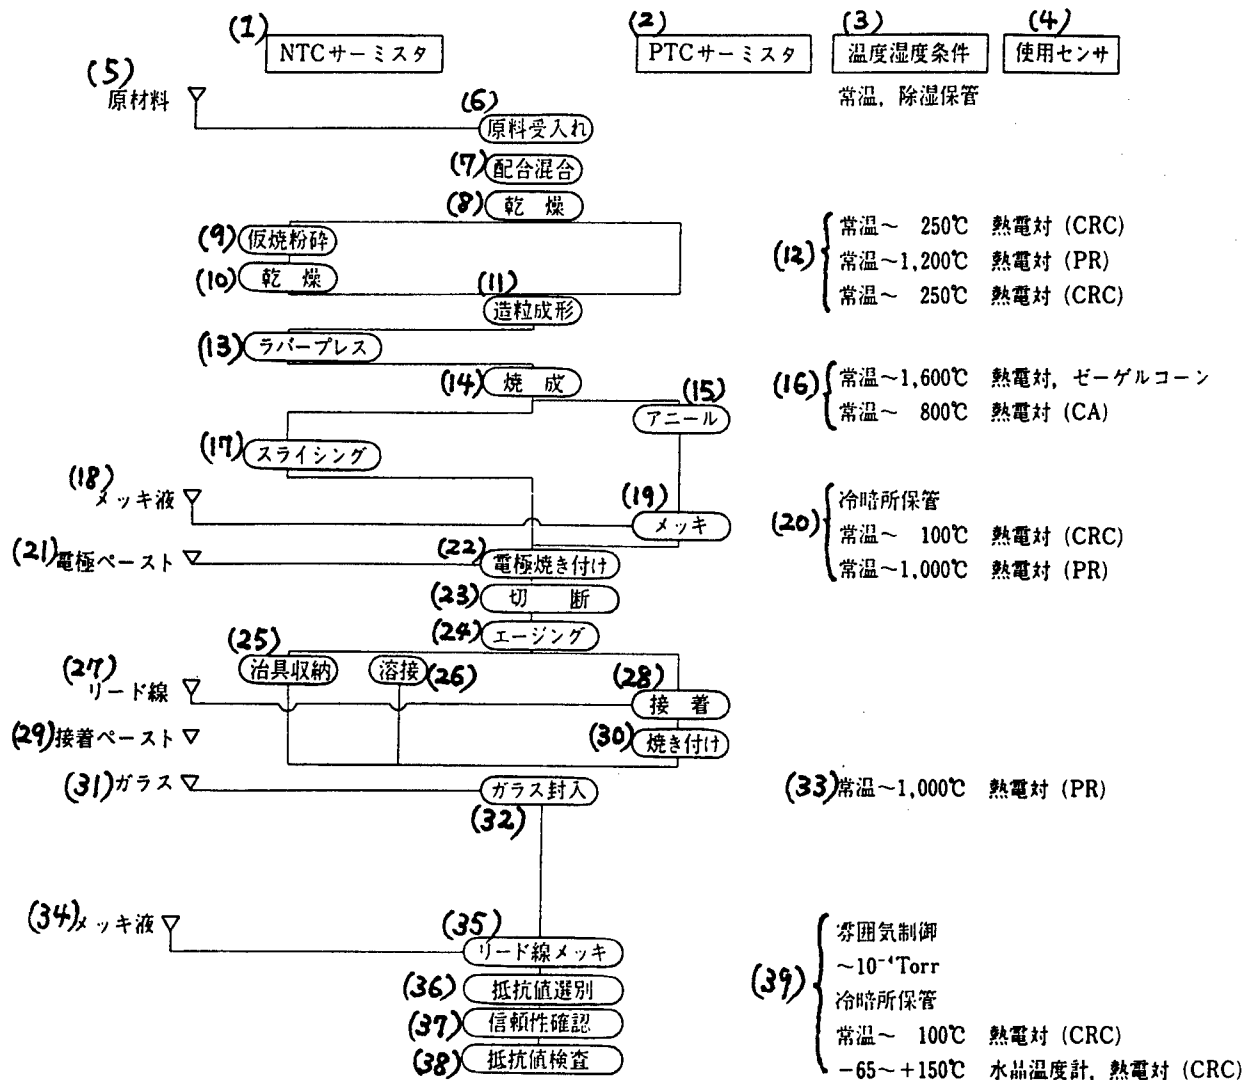 (1) NTCサーミスタ (2) PTCサーミスタ (3) 温度湿度条件 (4) 使用センサ
(5) 原材料 常温，除湿保管
(6) 原料受入れ
(7) 配合混合
(8) 乾 燥
(9) 仮焼粉砕 (12) 常温～ 250℃ 熱電対 (CRC)
常温～1,200℃ 熱電対 (PR)
(10) 乾 燥 常温～ 250℃ 熱電対 (CRC)
(11) 造粒成形
(13) ラバープレス
(14) 焼 成 (16) 常温～1,600℃ 熱電対，ゼーゲルコーン
(15) アニール 常温～ 800℃ 熱電対 (CA)
(17) スライシング
(18) メッキ液 (20) 冷暗所保管
(19) メッキ 常温～ 100℃ 熱電対 (CRC)
(21) 電極ペースト (22) 電極焼き付け 常温～1,000℃ 熱電対 (PR)
(23) 切 断
(24) エージング
(25) 治具収納 溶接 (26)
(27) リード線 (28) 接 着
(29) 接着ペースト (30) 焼き付け
(31) ガラス ガラス封入 (33) 常温～1,000℃ 熱電対 (PR)
(32)
(34) メッキ液 (39) 雰囲気制御
(35) リード線メッキ ～10⁻⁴Torr
(36) 抵抗値選別 冷暗所保管
(37) 信頼性確認 常温～ 100℃ 熱電対 (CRC)
(38) 抵抗値検査 −65～+150℃ 水晶温度計，熱電対 (CRC)